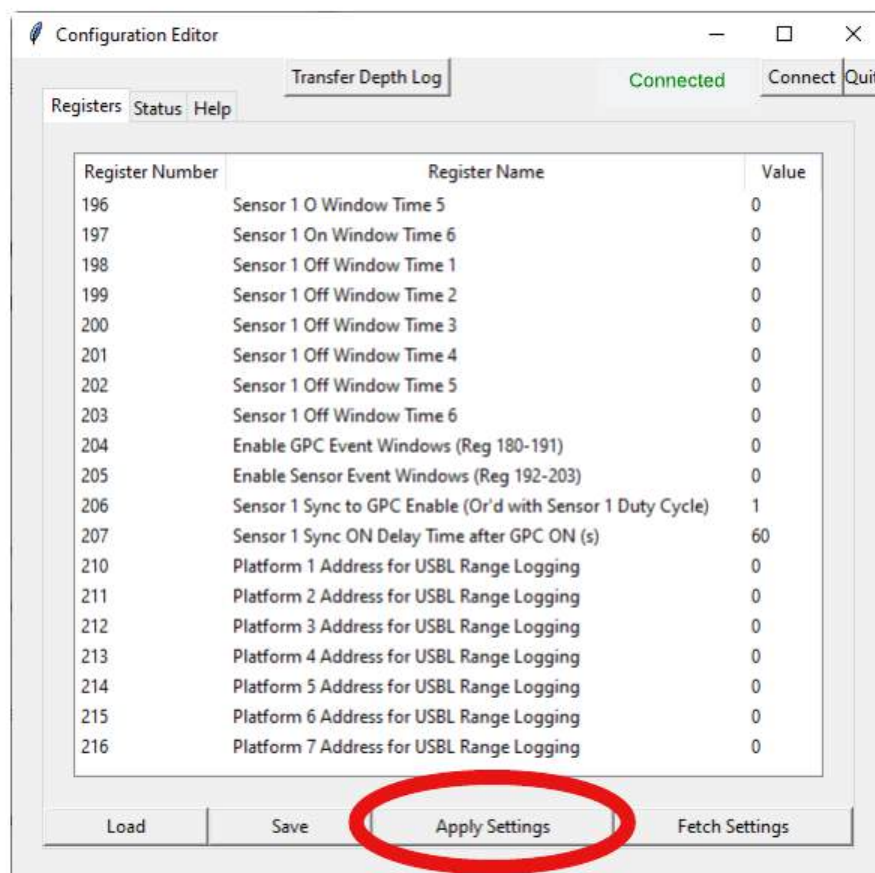 Configuration Editor
Transfer Depth Log Connected Connect Quit
Registers Status Help
Register Number Register Name Value
196 Sensor 1 O Window Time 5 0
197 Sensor 1 On Window Time 6 0
198 Sensor 1 Off Window Time 1 0
199 Sensor 1 Off Window Time 2 0
200 Sensor 1 Off Window Time 3 0
201 Sensor 1 Off Window Time 4 0
202 Sensor 1 Off Window Time 5 0
203 Sensor 1 Off Window Time 6 0
204 Enable GPC Event Windows (Reg 180-191) 0
205 Enable Sensor Event Windows (Reg 192-203) 0
206 Sensor 1 Sync to GPC Enable (Or'd with Sensor 1 Duty Cycle) 1
207 Sensor 1 Sync ON Delay Time after GPC ON (s) 60
210 Platform 1 Address for USBL Range Logging 0
211 Platform 2 Address for USBL Range Logging 0
212 Platform 3 Address for USBL Range Logging 0
213 Platform 4 Address for USBL Range Logging 0
214 Platform 5 Address for USBL Range Logging 0
215 Platform 6 Address for USBL Range Logging 0
216 Platform 7 Address for USBL Range Logging 0
Load Save Apply Settings Fetch Settings